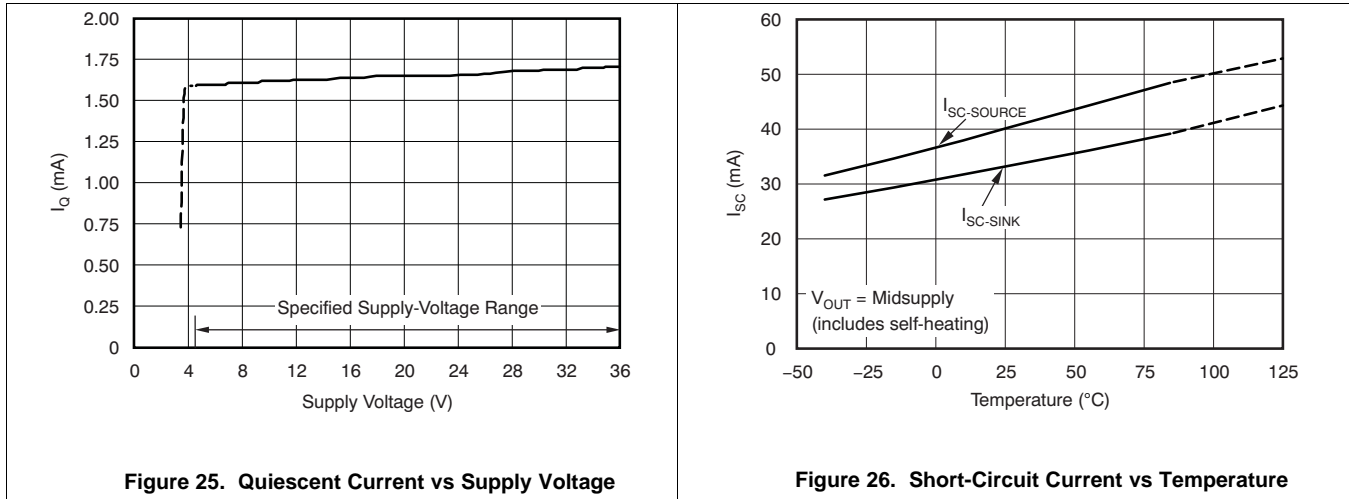 2.00
1.75
1.50
1.00
0.75
0.50
0.25
0
I_Q (mA)
Specified Supply-Voltage Range
0 4 8 12 16 20 24 28 32 36
Supply Voltage (V)
Figure 25. Quiescent Current vs Supply Voltage
60
50
40
30
20
10
0
I_SC (mA)
I_SC-SOURCE
I_SC-SINK
V_OUT = Midsupply
(includes self-heating)
−50 −25 0 25 50 75 100 125
Temperature (°C)
Figure 26. Short-Circuit Current vs Temperature